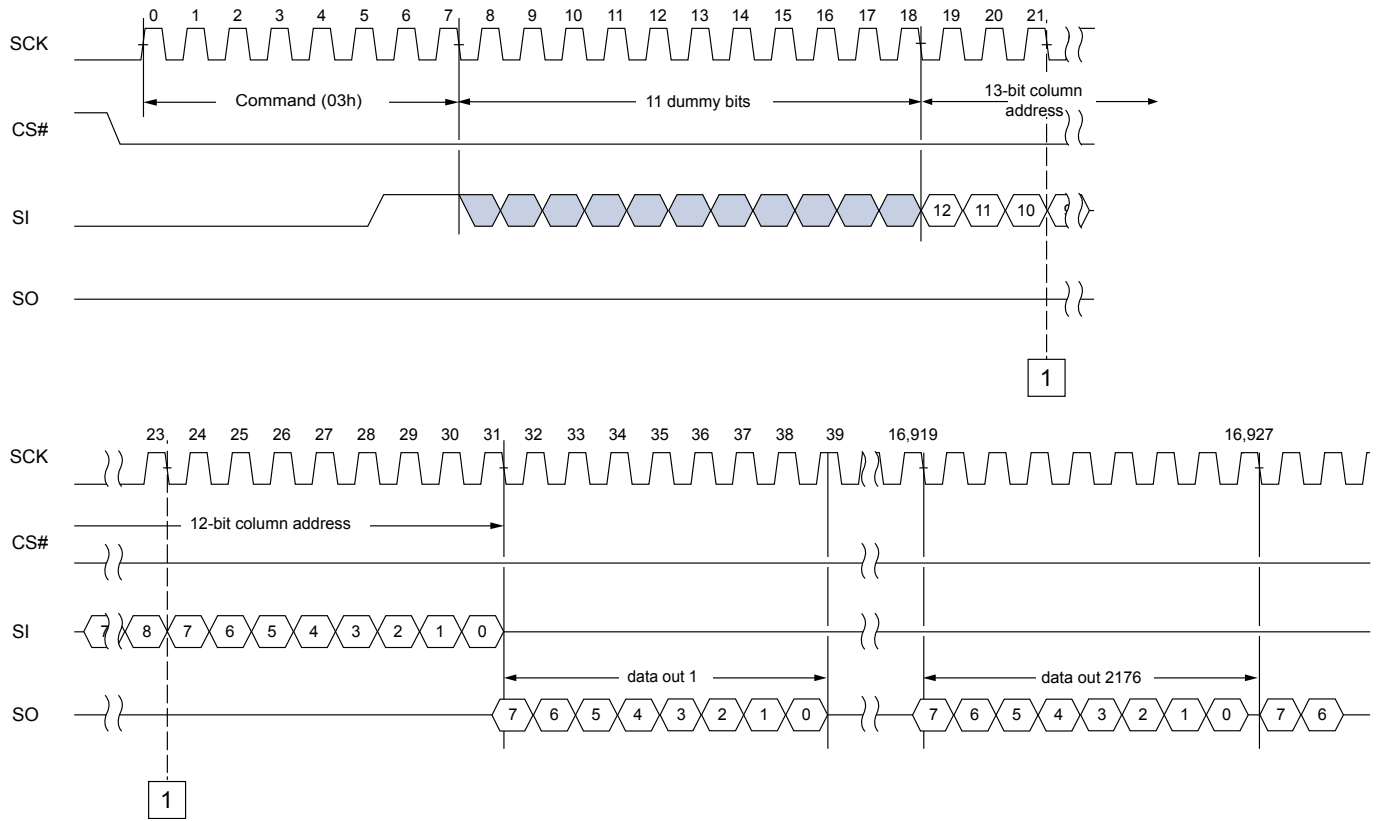 0 1 2 3 4 5 6 7 8 9 10 11 12 13 14 15 16 17 18 19 20 21
SCK
Command (03h)
11 dummy bits
13-bit column
address
CS#
SI
12 11 10
SO
1
23 24 25 26 27 28 29 30 31 32 33 34 35 36 37 38 39 16,919 16,927
SCK
12-bit column address
CS#
SI
7 8 7 6 5 4 3 2 1 0
data out 1
data out 2176
SO
7 6 5 4 3 2 1 0 7 6 5 4 3 2 1 0 7 6
1